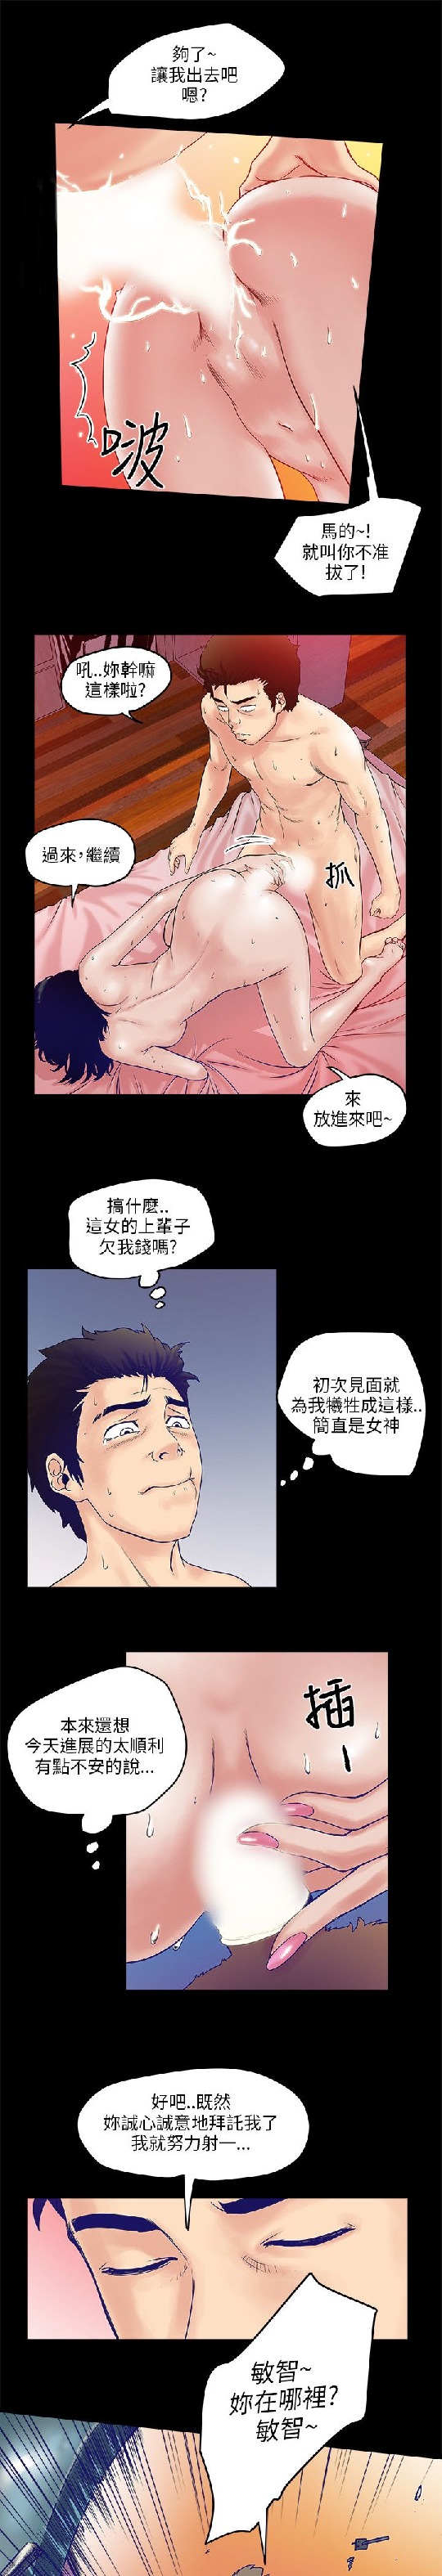 夠了~
讓我出去吧
嗯?
啵
馬的~!
就叫你不准
拔了!
吼..妳幹嘛
這樣啦?
過來,繼續
抓
來
放進來吧~
搞什麼..
這女的上輩子
欠我錢嗎?
初次見面就
為我犧牲成這樣..
簡直是女神
本來還想
今天進展的太順利
有點不安的說...
插
好吧..既然
妳誠心誠意地拜託我了
我就努力射一...
敏智~
妳在哪裡?
敏智~